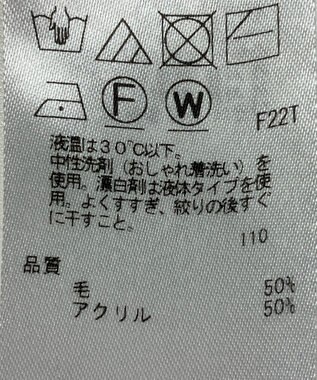 F W
F22T
液温は30℃以下。
中性洗剤（おしゃれ着洗い）を
使用。漂白剤は液体タイプを使
用。よくすすぎ、絞りの後すぐ
に干すこと。
110
品質
毛 50%
アクリル 50%